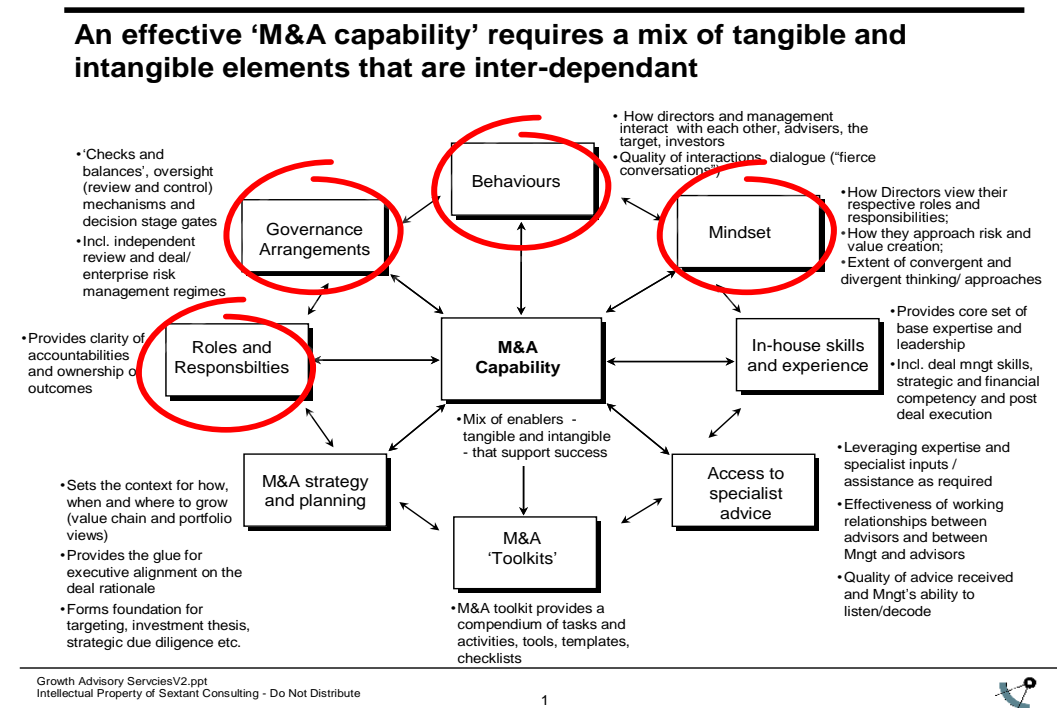 An effective ‘M&A capability’ requires a mix of tangible and
intangible elements that are inter-dependant
• ‘Checks and
balances’, oversight
(review and control)
mechanisms and
decision stage gates
• Incl. independent
review and deal/
enterprise risk
management regimes
Governance
Arrangements
Behaviours
• How directors and management
interact with each other, advisers, the
target, investors
• Quality of interactions, dialogue (“fierce
conversations”)
Mindset
• How Directors view their
respective roles and
responsibilities;
• How they approach risk and
value creation;
• Extent of convergent and
divergent thinking/ approaches
• Provides clarity of
accountabilities
and ownership of
outcomes
Roles and
Responsbilties
M&A
Capability
• Mix of enablers -
tangible and intangible
- that support success
In-house skills
and experience
• Provides core set of
base expertise and
leadership
• Incl. deal mngt skills,
strategic and financial
competency and post
deal execution
• Sets the context for how,
when and where to grow
(value chain and portfolio
views)
• Provides the glue for
executive alignment on the
deal rationale
• Forms foundation for
targeting, investment thesis,
strategic due diligence etc.
M&A strategy
and planning
M&A
‘Toolkits’
• M&A toolkit provides a
compendium of tasks and
activities, tools, templates,
checklists
Access to
specialist
advice
• Leveraging expertise and
specialist inputs /
assistance as required
• Effectiveness of working
relationships between
advisors and between
Mngt and advisors
• Quality of advice received
and Mngt’s ability to
listen/decode
Growth Advisory ServciesV2.ppt
Intellectual Property of Sextant Consulting - Do Not Distribute
1